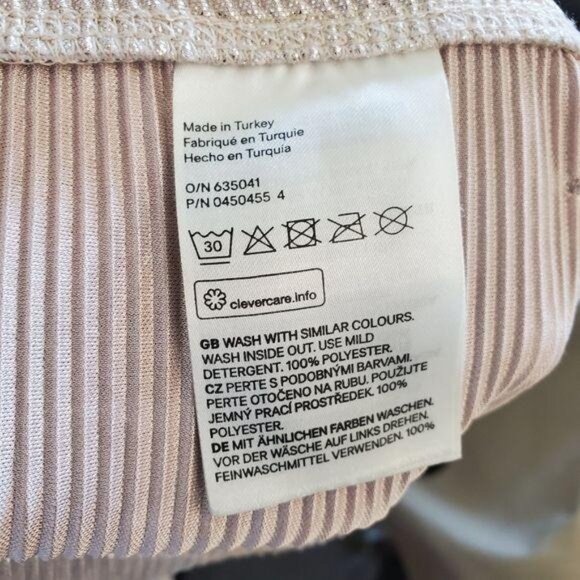 Made in Turkey
Fabriqué en Turquie
Hecho en Turquía
O/N 635041
P/N 0450455 4
30
clevercare.info
GB WASH WITH SIMILAR COLOURS.
WASH INSIDE OUT. USE MILD
DETERGENT. 100% POLYESTER.
CZ PERTE S PODOBNÝMI BARVAMI.
PERTE OTOČENO NA RUBU. POUŽIJTE
JEMNÝ PRACÍ PROSTŘEDEK. 100%
POLYESTER.
DE MIT ÄHNLICHEN FARBEN WASCHEN.
VOR DER WÄSCHE AUF LINKS DREHEN.
FEINWASCHMITTEL VERWENDEN. 100%